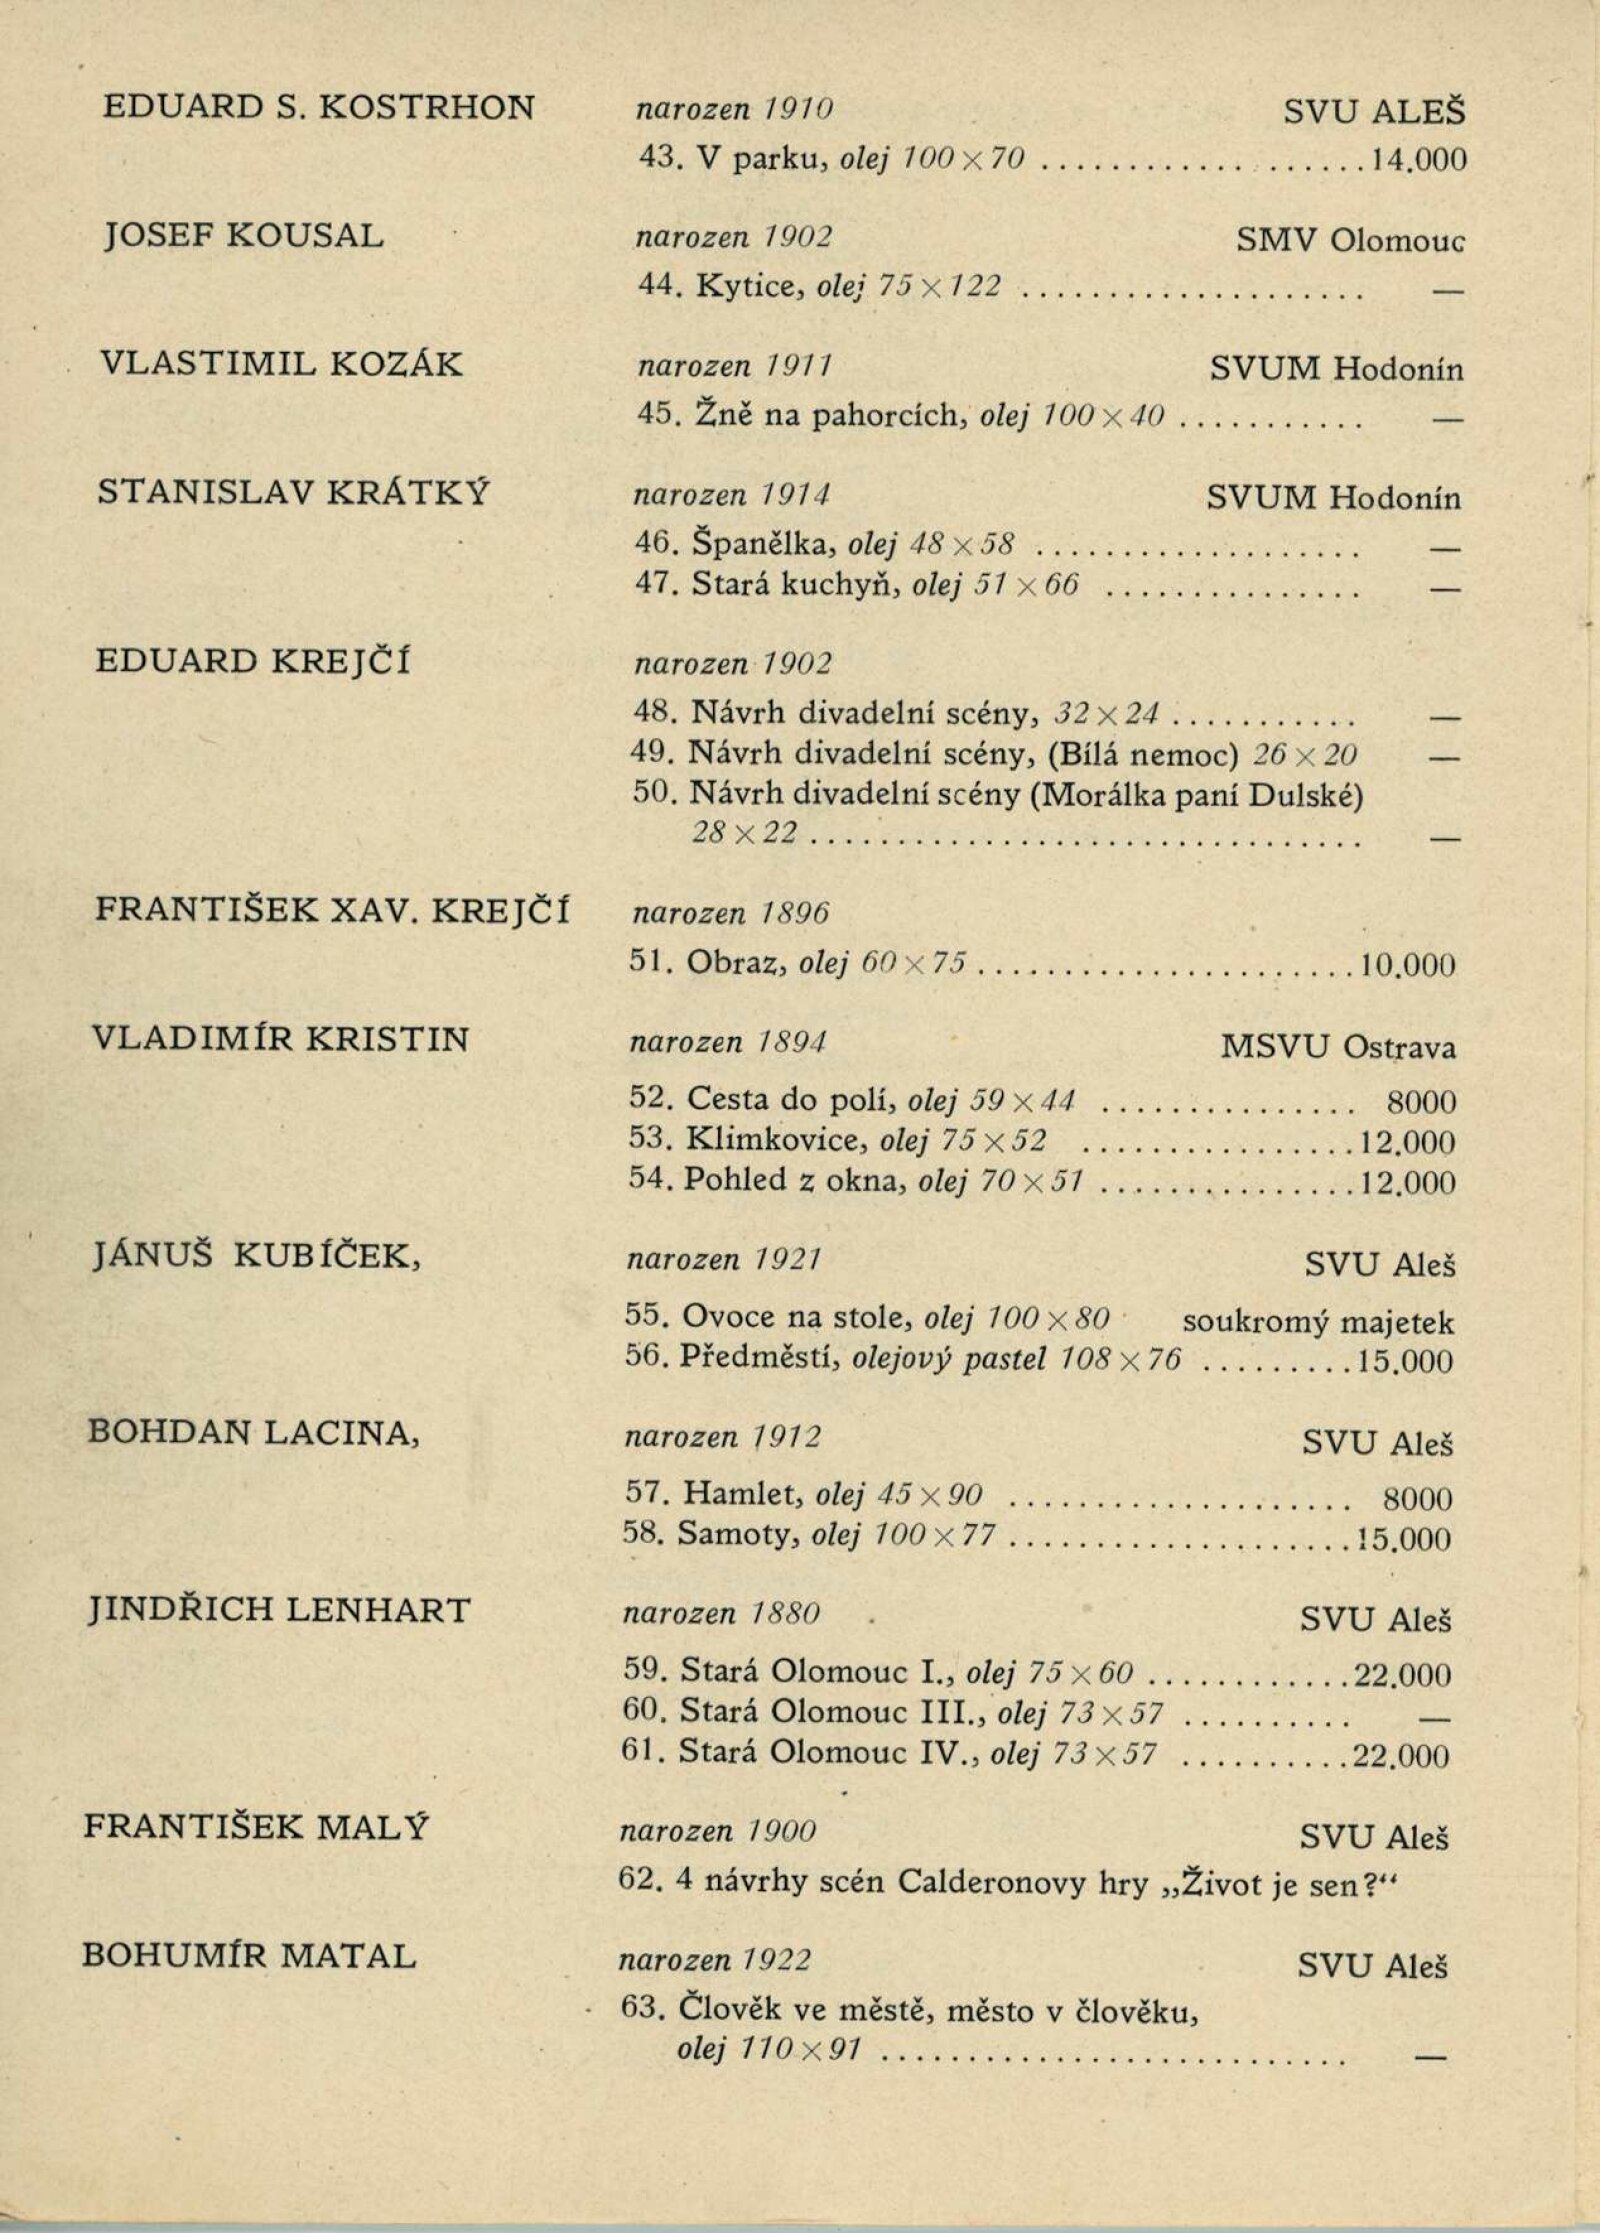 EDUARD S. KOSTRHON narozen 1910 SVU ALEŠ
43. V parku, olej 100 × 70 ........................ 14.000
JOSEF KOUSAL narozen 1902 SMV Olomouc
44. Kytice, olej 75 × 122 .................... —
VLASTIMIL KOZÁK narozen 1911 SVUM Hodonín
45. Žně na pahorcích, olej 100 × 40 ........... —
STANISLAV KRÁTKÝ narozen 1914 SVUM Hodonín
46. Španělka, olej 48 × 58 ................... —
47. Stará kuchyň, olej 51 × 66 ............... —
EDUARD KREJČÍ narozen 1902
48. Návrh divadelní scény, 32 × 24 ........... —
49. Návrh divadelní scény, (Bílá nemoc) 26 × 20 —
50. Návrh divadelní scény (Morálka paní Dulské)
28 × 22 ................................ —
FRANTIŠEK XAV. KREJČÍ narozen 1896
51. Obraz, olej 60 × 75 ...................... 10.000
VLADIMÍR KRISTIN narozen 1894 MSVU Ostrava
52. Cesta do polí, olej 59 × 44 ............... 8000
53. Klimkovice, olej 75 × 52 ................ 12.000
54. Pohled z okna, olej 70 × 51 ............... 12.000
JÁNUŠ KUBÍČEK, narozen 1921 SVU Aleš
55. Ovoce na stole, olej 100 × 80 soukromý majetek
56. Předměstí, olejový pastel 108 × 76 ......... 15.000
BOHDAN LACINA, narozen 1912 SVU Aleš
57. Hamlet, olej 45 × 90 .................... 8000
58. Samoty, olej 100 × 77 .................... 15.000
JINDŘICH LENHART narozen 1880 SVU Aleš
59. Stará Olomouc I., olej 75 × 60 ............ 22.000
60. Stará Olomouc III., olej 73 × 57 .......... —
61. Stará Olomouc IV., olej 73 × 57 .......... 22.000
FRANTIŠEK MALÝ narozen 1900 SVU Aleš
62. 4 návrhy scén Calderonovy hry „Život je sen?“
BOHUMÍR MATAL narozen 1922 SVU Aleš
63. Člověk ve městě, město v člověku,
olej 110 × 91 ........................... —